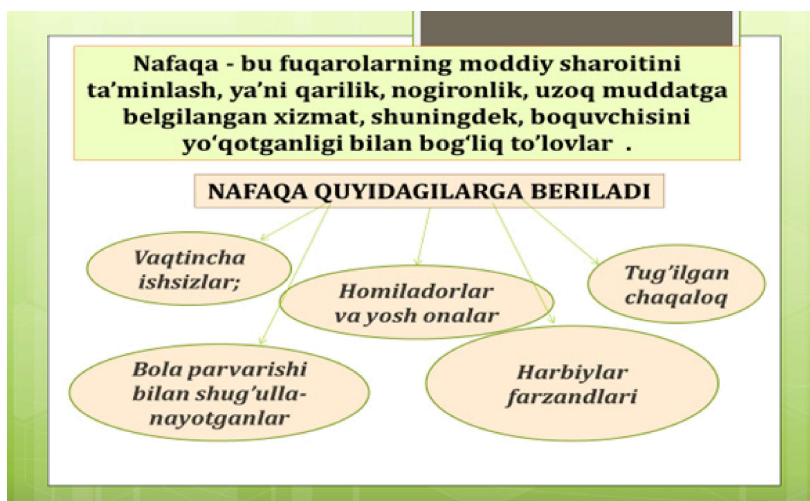 Nafaqa - bu fuqarolarning moddiy sharoitini
ta’minlash, ya’ni qarilik, nogironlik, uzoq muddatga
belgilangan xizmat, shuningdek, boquvchisini
yo‘qotganligi bilan bog‘liq to’lovlar .
NAFAQA QUYIDAGILARGA BERILADI
Vaqtincha
ishsizlar;
Homiladorlar
va yosh onalar
Tug’ilgan
chaqaloq
Bola parvarishi
bilan shug’ulla-
nayotganlar
Harbiylar
farzandlari